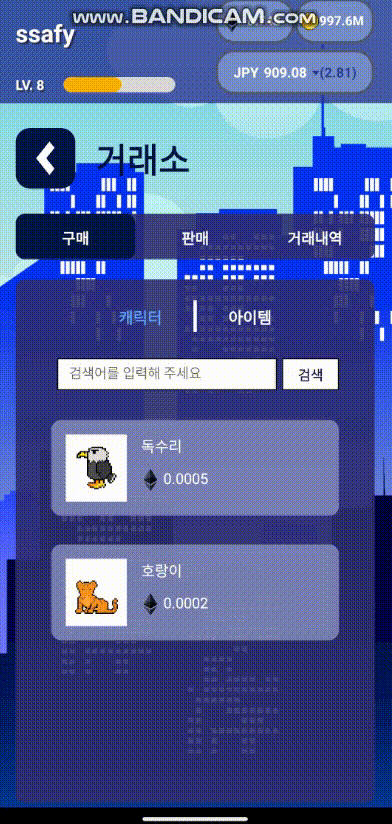 www.BANDICAM.com
ssafy
997.6M
LV. 8
JPY 909.08 ▾(2.81)
거래소
구매
판매
거래내역
캐릭터
아이템
검색어를 입력해 주세요
검색
독수리
0.0005
호랑이
0.0002